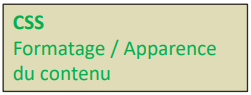 CSS
Formatage / Apparence
du contenu